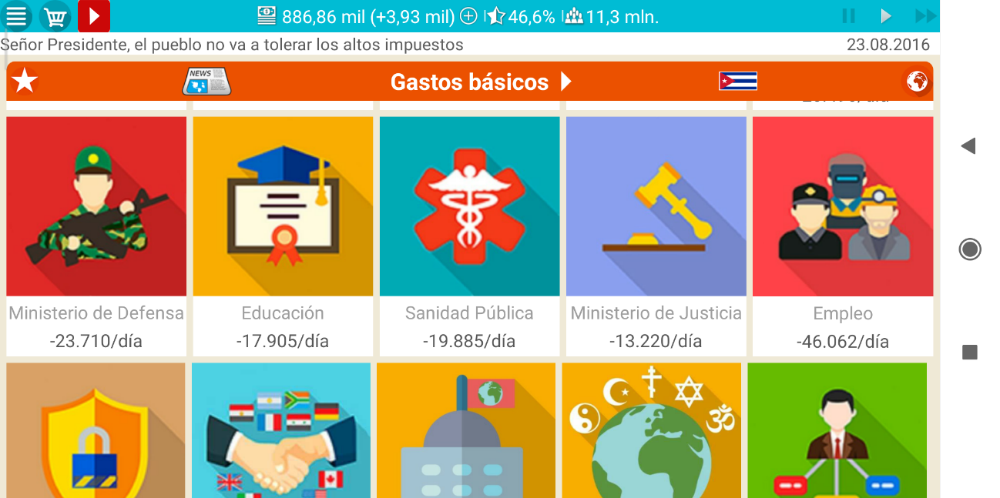 886,86 mil (+3,93 mil) 46,6% 11,3 mln.
Señor Presidente, el pueblo no va a tolerar los altos impuestos 23.08.2016
NEWS Gastos básicos
Ministerio de Defensa Educación Sanidad Pública Ministerio de Justicia Empleo
-23.710/día -17.905/día -19.885/día -13.220/día -46.062/día